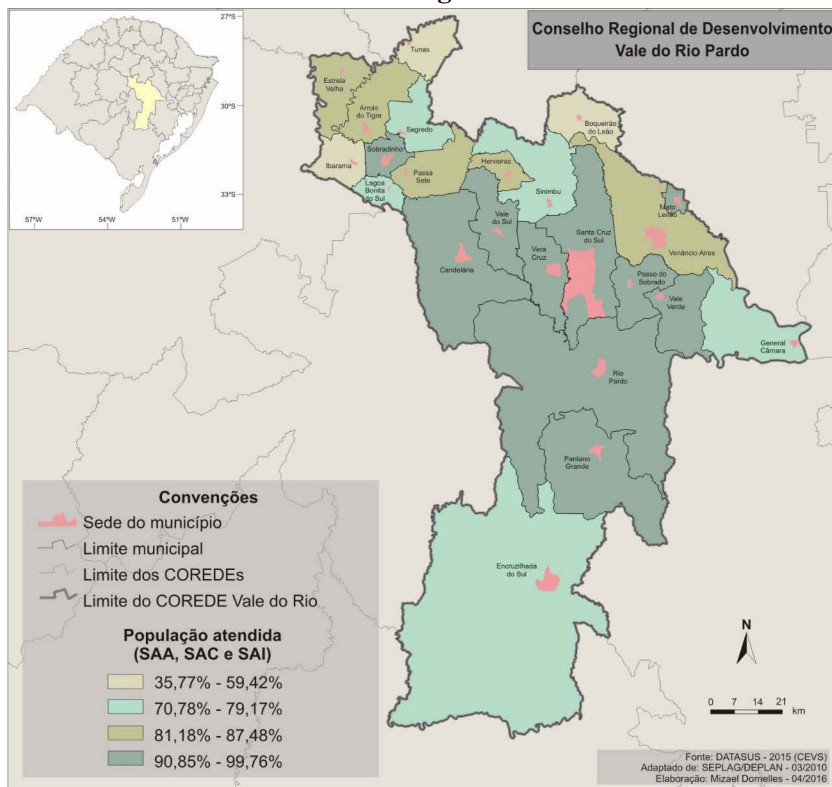 Conselho Regional de Desenvolvimento
Vale do Rio Pardo
27°S
30°S
33°S
57°W
54°W
51°W
Tunas
Estrela
Velha
Arroio
do Tigre
Segredo
Sobradinho
Ibarama
Lagoa
Bonita
do Sul
Passa
Sete
Herveiras
Sinimbu
Boqueirão
do Leão
Mato
Leitão
Venâncio Aires
Vale
do Sul
Santa Cruz
do Sul
Vera
Cruz
Candelária
Passo do
Sobrado
Vale
Verde
General
Câmara
Rio
Pardo
Pantano
Grande
Encruzilhada
do Sul
Convenções
Sede do município
Limite municipal
Limite dos COREDEs
Limite do COREDE Vale do Rio
População atendida
(SAA, SAC e SAI)
35,77% - 59,42%
70,78% - 79,17%
81,18% - 87,48%
90,85% - 99,76%
N
0 7 14 21
km
Fonte: DATASUS - 2015 (CEVS)
Adaptado de: SEPLAG/DEPLAN - 03/2010
Elaboração: Mizael Dornelles - 04/2016